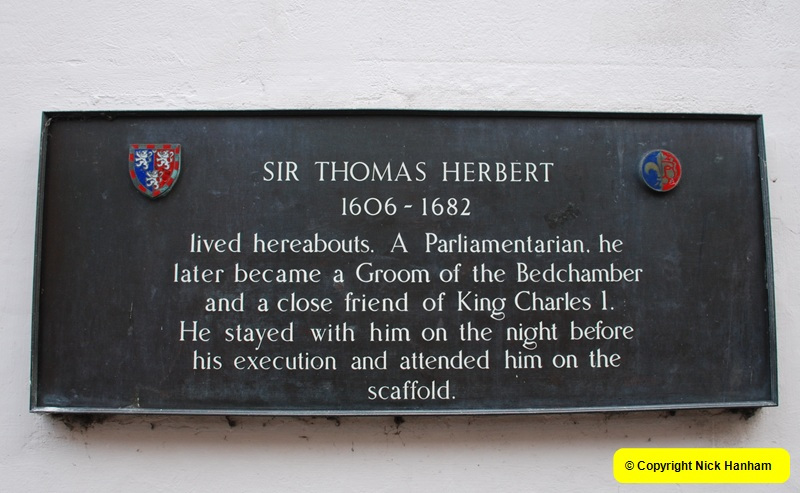 SIR THOMAS HERBERT
1606 - 1682
lived hereabouts. A Parliamentarian. he
later became a Groom of the Bedchamber
and a close friend of King Charles 1.
He stayed with him on the night before
his execution and attended him on the
scaffold.
© Copyright Nick Hanham